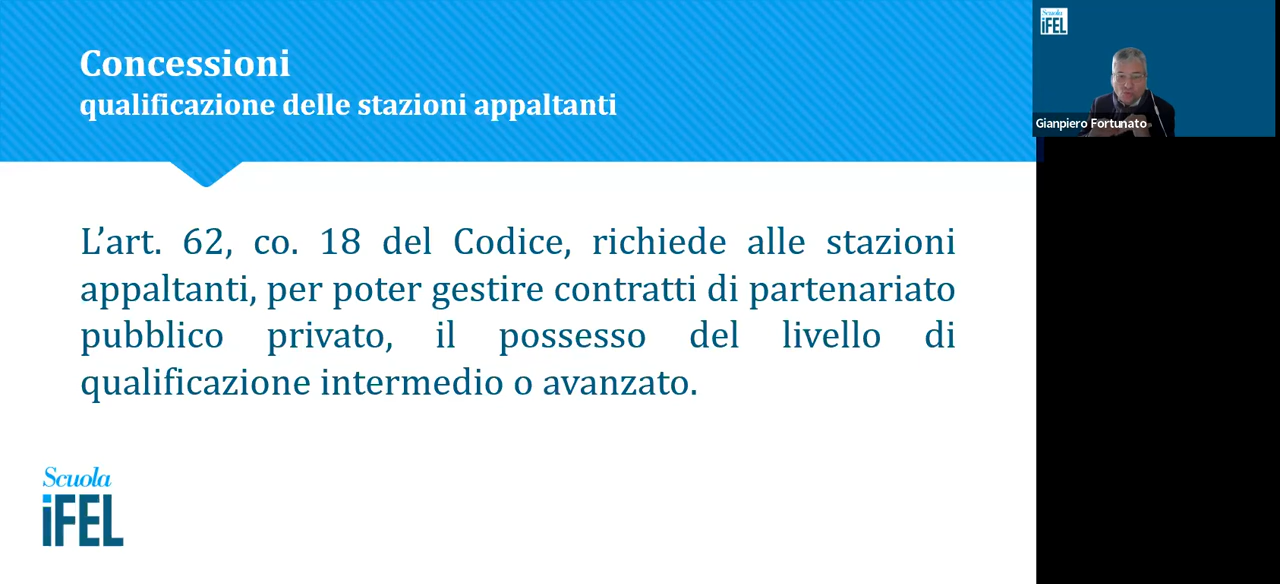 Concessioni
qualificazione delle stazioni appaltanti
Scuola
iFEL
Gianpiero Fortunato
L’art. 62, co. 18 del Codice, richiede alle stazioni
appaltanti, per poter gestire contratti di partenariato
pubblico privato, il possesso del livello di
qualificazione intermedio o avanzato.
Scuola
iFEL